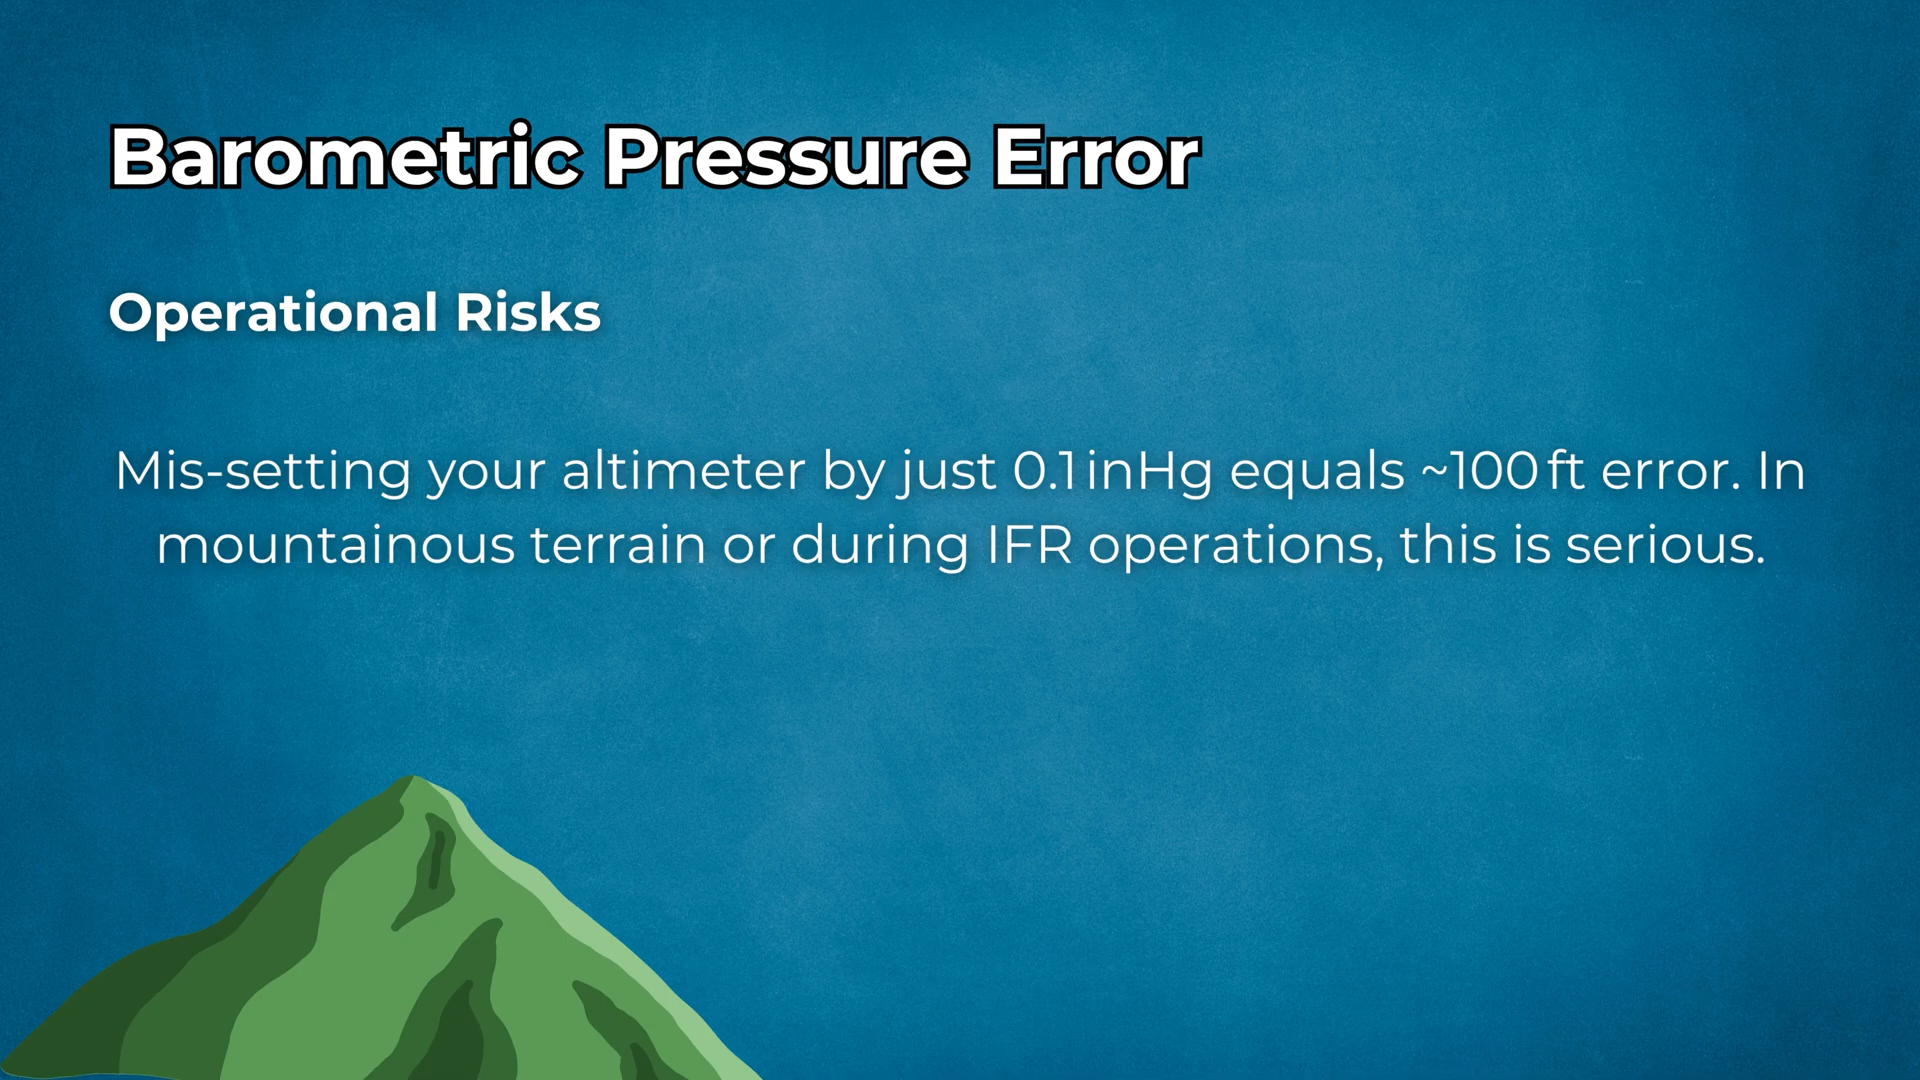 Barometric Pressure Error
Operational Risks
Mis-setting your altimeter by just 0.1 inHg equals ~100 ft error. In
mountainous terrain or during IFR operations, this is serious.